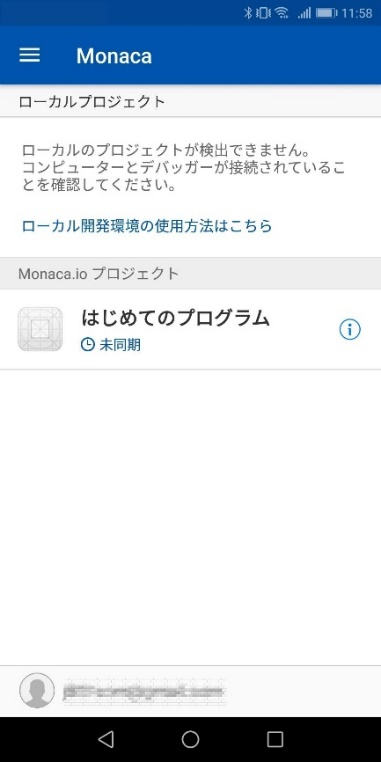 11:58
Monaca
ローカルプロジェクト
ローカルのプロジェクトが検出できません。
コンピューターとデバッガーが接続されているこ
とを確認してください。
ローカル開発環境の使用方法はこちら
Monaca.io プロジェクト
はじめてのプログラム
未同期